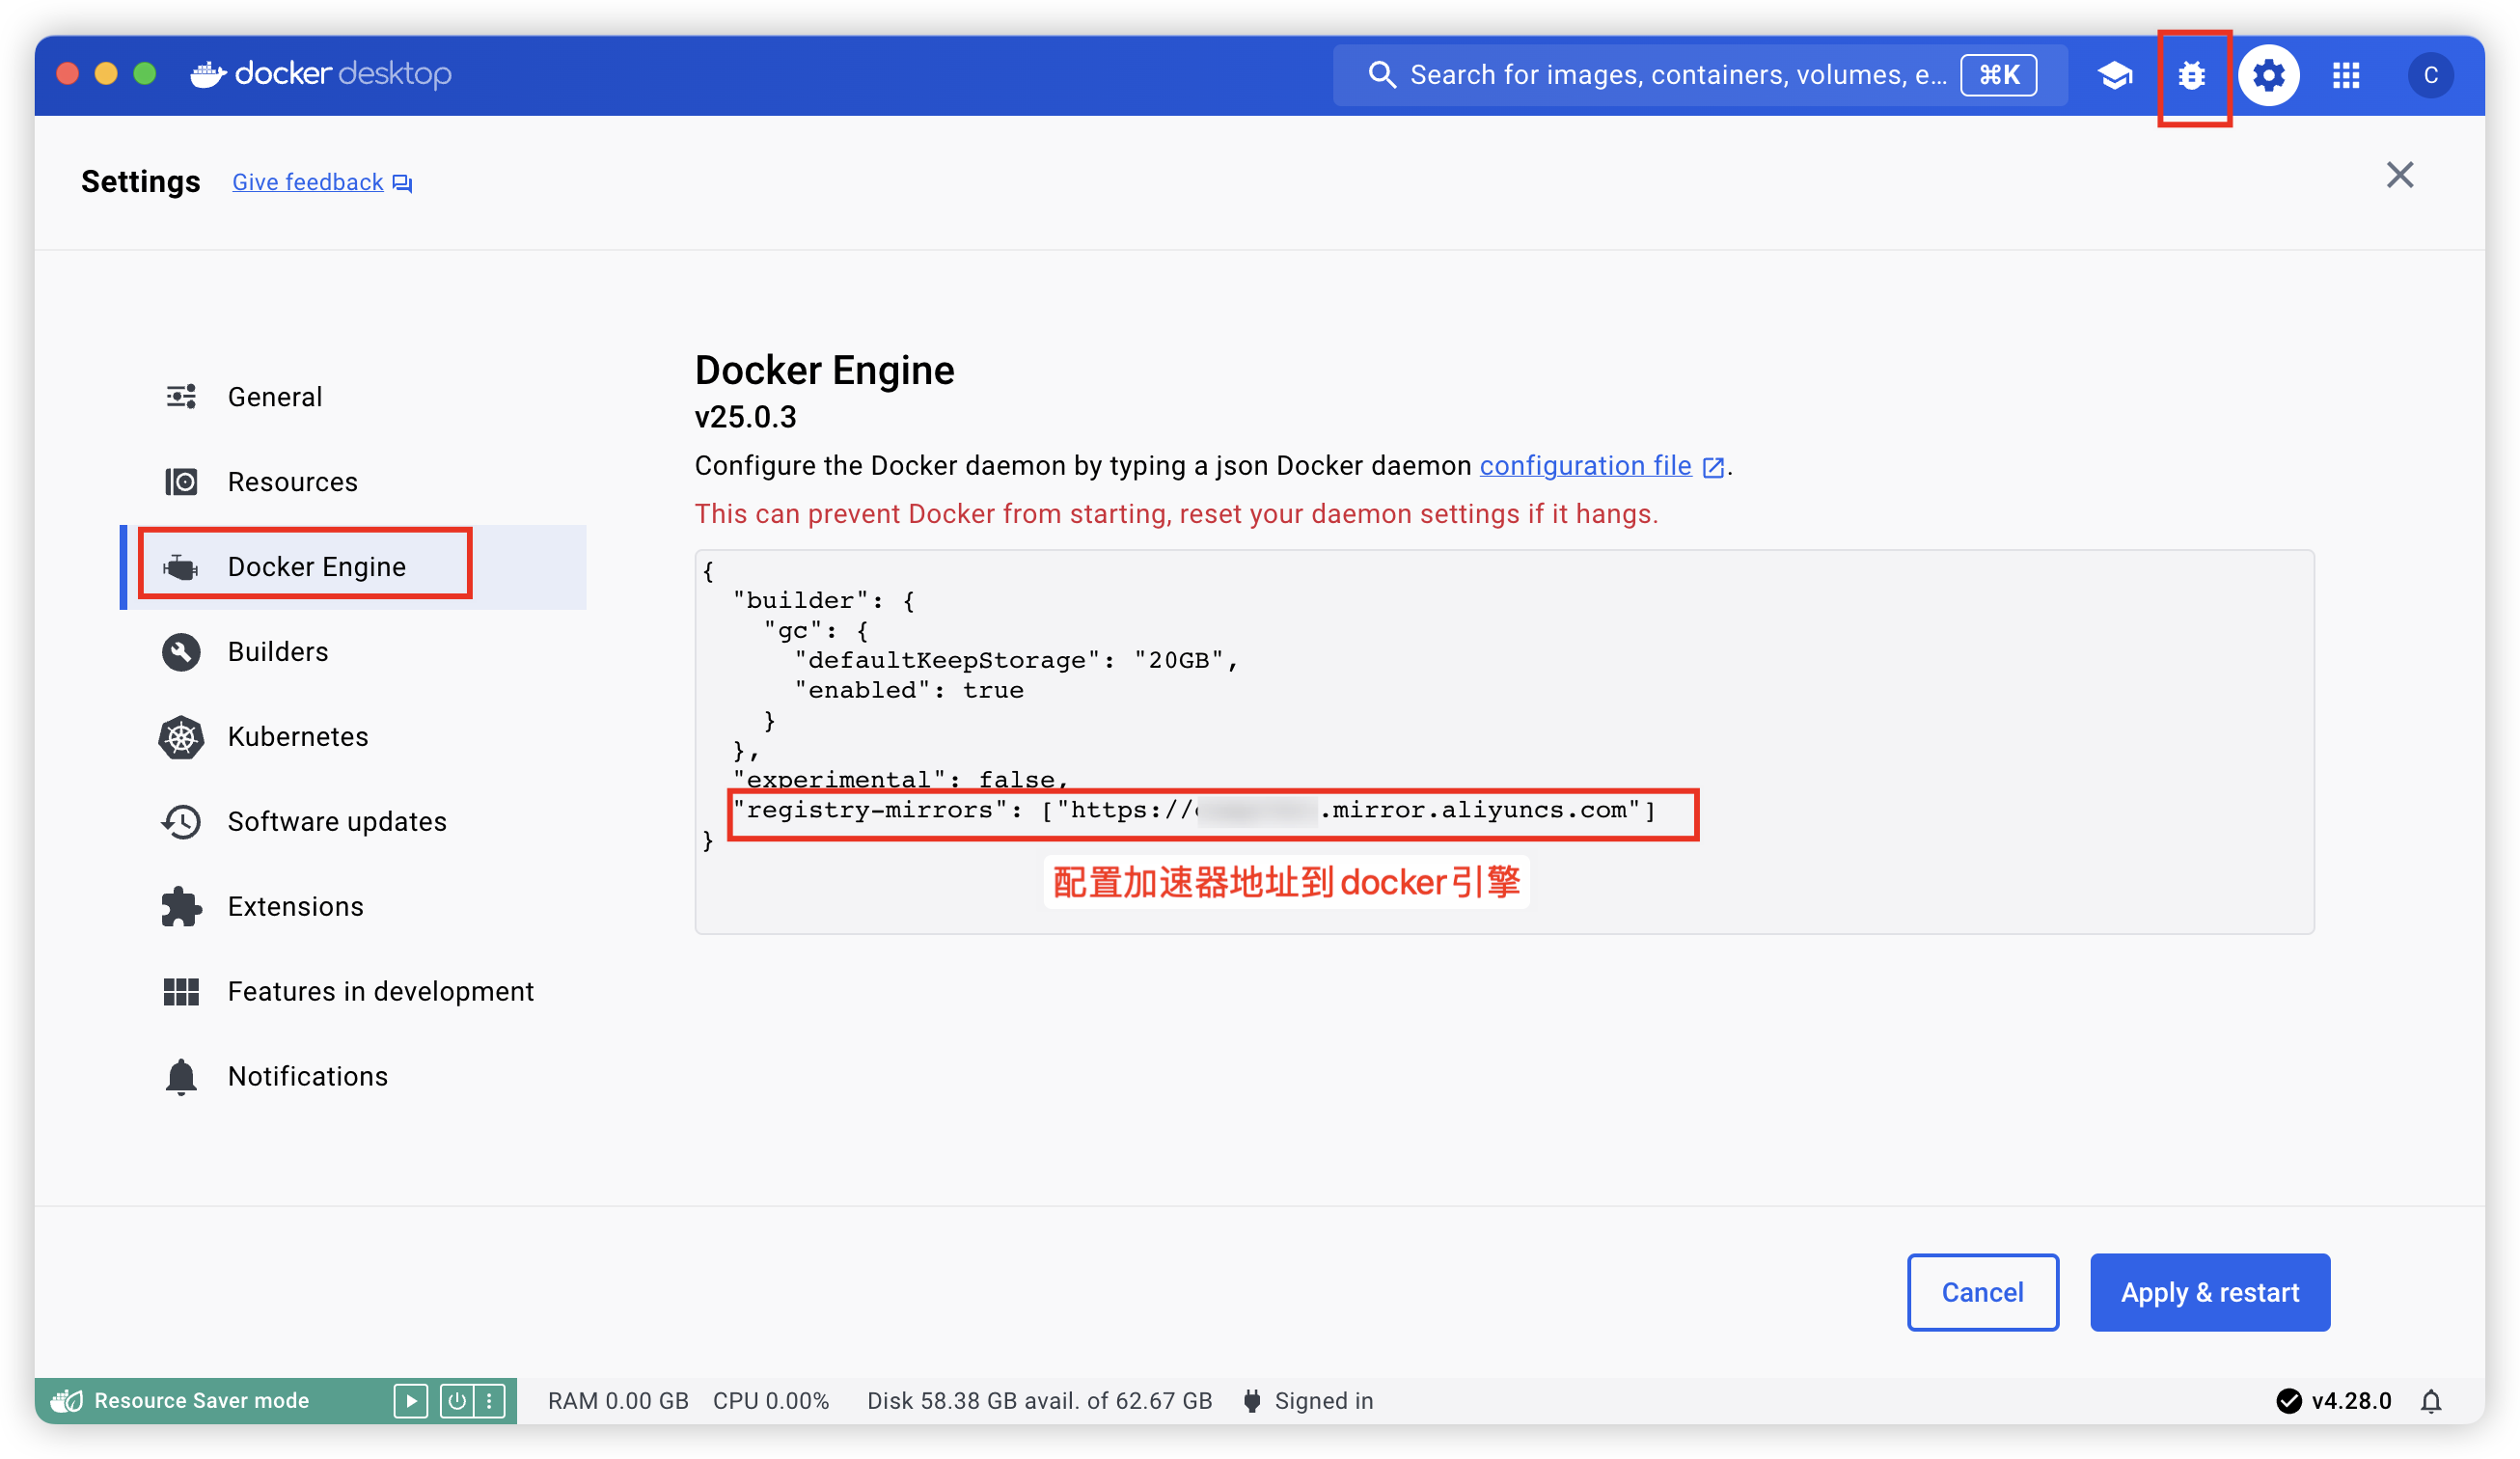 docker desktop
Search for images, containers, volumes, e... ⌘K
C
Settings Give feedback
General
Resources
Docker Engine
Builders
Kubernetes
Software updates
Extensions
Features in development
Notifications
Docker Engine
v25.0.3
Configure the Docker daemon by typing a json Docker daemon configuration file.
This can prevent Docker from starting, reset your daemon settings if it hangs.
{
"builder": {
"gc": {
"defaultKeepStorage": "20GB",
"enabled": true
}
},
"experimental": false,
"registry-mirrors": ["https:// .mirror.aliyuncs.com"]
}
配置加速器地址到docker引擎
Cancel
Apply & restart
Resource Saver mode
RAM 0.00 GB CPU 0.00% Disk 58.38 GB avail. of 62.67 GB Signed in
v4.28.0